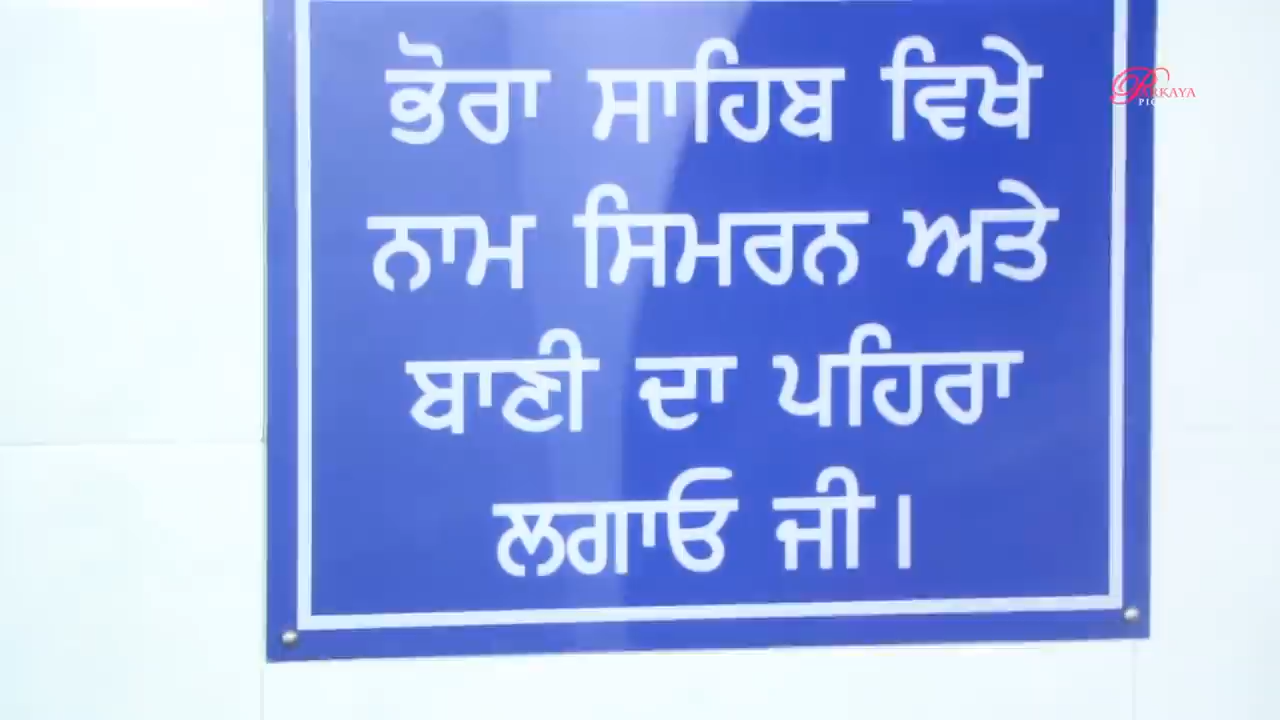 ਭੋਰਾ ਸਾਹਿਬ ਵਿਖੇ
ਨਾਮ ਸਿਮਰਨ ਅਤੇ
ਬਾਣੀ ਦਾ ਪਹਿਰਾ
ਲਗਾਓ ਜੀ।